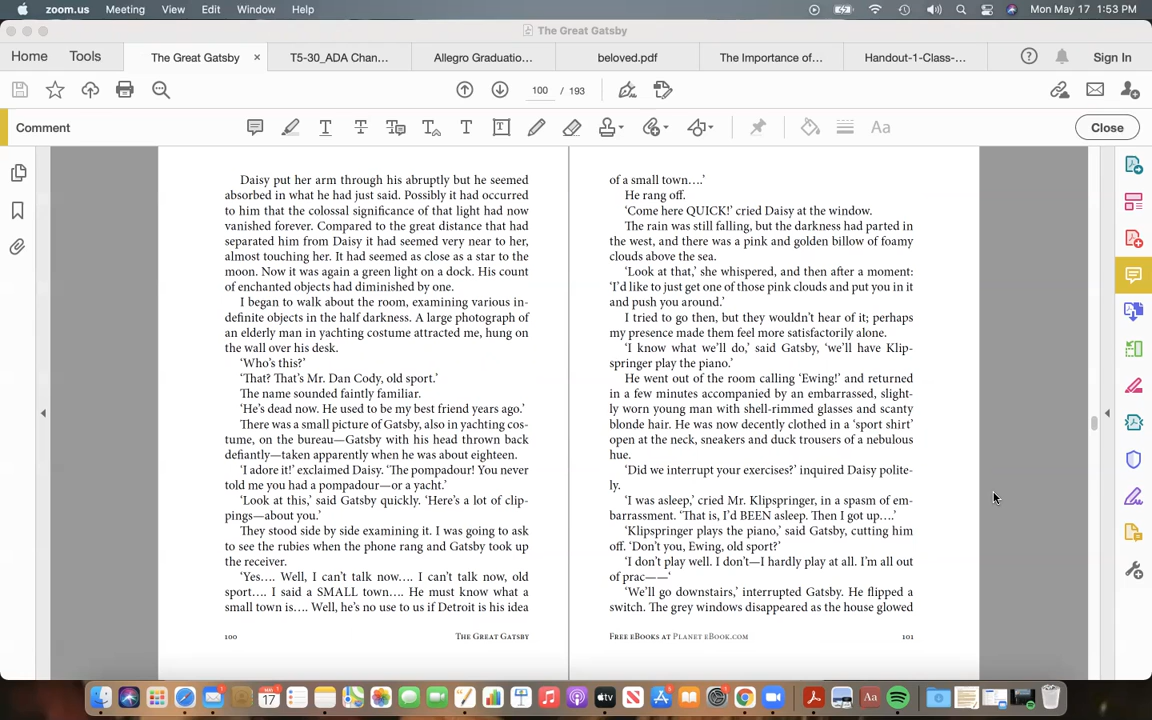 zoom.us Meeting View Edit Window Help Mon May 17 1:53 PM
The Great Gatsby
Home Tools The Great Gatsby × T5-30_ADA Chan... Allegro Graduatio... beloved.pdf The Importance of... Handout-1-Class-... Sign In
100 / 193
Comment Aa Close
Daisy put her arm through his abruptly but he seemed
absorbed in what he had just said. Possibly it had occurred
to him that the colossal significance of that light had now
vanished forever. Compared to the great distance that had
separated him from Daisy it had seemed very near to her,
almost touching her. It had seemed as close as a star to the
moon. Now it was again a green light on a dock. His count
of enchanted objects had diminished by one.
I began to walk about the room, examining various in-
definite objects in the half darkness. A large photograph of
an elderly man in yachting costume attracted me, hung on
the wall over his desk.
‘Who’s this?’
‘That? That’s Mr. Dan Cody, old sport.’
The name sounded faintly familiar.
‘He’s dead now. He used to be my best friend years ago.’
There was a small picture of Gatsby, also in yachting cos-
tume, on the bureau—Gatsby with his head thrown back
defiantly—taken apparently when he was about eighteen.
‘I adore it!’ exclaimed Daisy. ‘The pompadour! You never
told me you had a pompadour—or a yacht.’
‘Look at this,’ said Gatsby quickly. ‘Here’s a lot of clip-
pings—about you.’
They stood side by side examining it. I was going to ask
to see the rubies when the phone rang and Gatsby took up
the receiver.
‘Yes.... Well, I can’t talk now.... I can’t talk now, old
sport.... I said a SMALL town.... He must know what a
small town is.... Well, he’s no use to us if Detroit is his idea
100 The Great Gatsby
of a small town....’
He rang off.
‘Come here QUICK!’ cried Daisy at the window.
The rain was still falling, but the darkness had parted in
the west, and there was a pink and golden billow of foamy
clouds above the sea.
‘Look at that,’ she whispered, and then after a moment:
‘I’d like to just get one of those pink clouds and put you in it
and push you around.’
I tried to go then, but they wouldn’t hear of it; perhaps
my presence made them feel more satisfactorily alone.
‘I know what we’ll do,’ said Gatsby, ‘we’ll have Klip-
springer play the piano.’
He went out of the room calling ‘Ewing!’ and returned
in a few minutes accompanied by an embarrassed, slight-
ly worn young man with shell-rimmed glasses and scanty
blonde hair. He was now decently clothed in a ‘sport shirt’
open at the neck, sneakers and duck trousers of a nebulous
hue.
‘Did we interrupt your exercises?’ inquired Daisy polite-
ly.
‘I was asleep,’ cried Mr. Klipspringer, in a spasm of em-
barrassment. ‘That is, I’d BEEN asleep. Then I got up....’
‘Klipspringer plays the piano,’ said Gatsby, cutting him
off. ‘Don’t you, Ewing, old sport?’
‘I don’t play well. I don’t—I hardly play at all. I’m all out
of prac——‘
‘We’ll go downstairs,’ interrupted Gatsby. He flipped a
switch. The grey windows disappeared as the house glowed
Free eBooks at Planet eBook.com 101